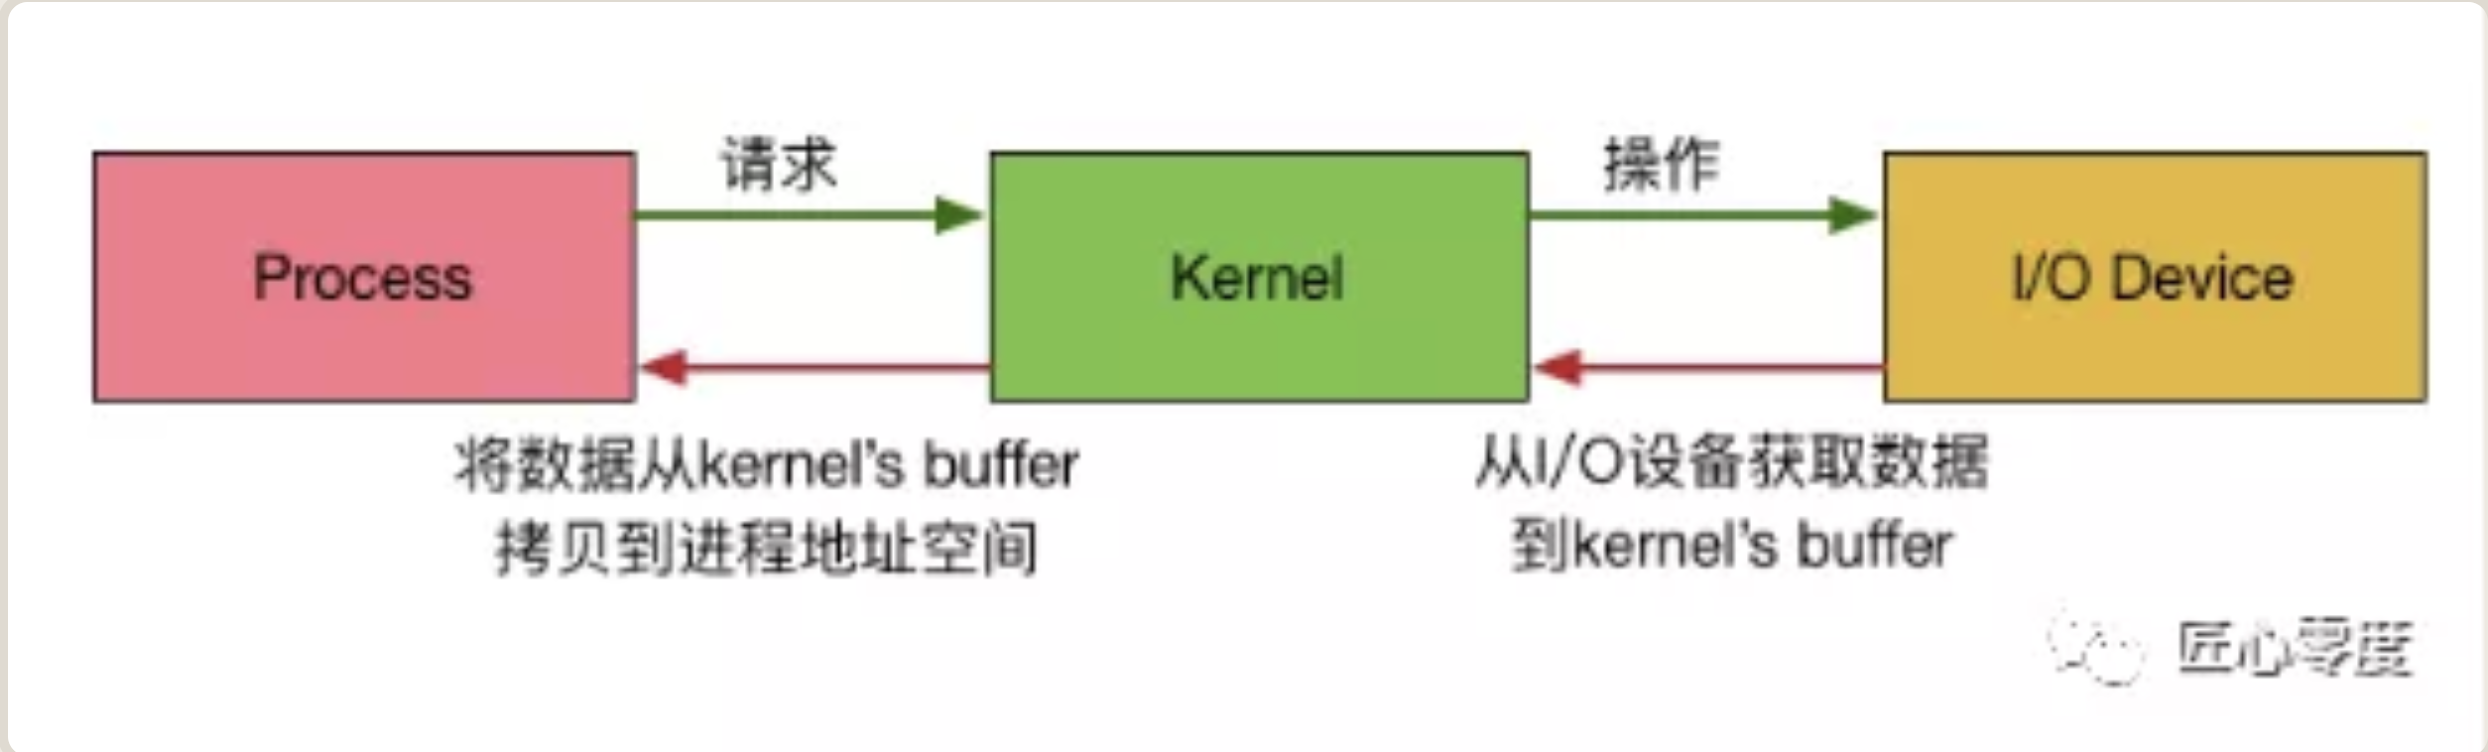 请求
操作
Process
Kernel
I/O Device
将数据从kernel's buffer
拷贝到进程地址空间
从I/O设备获取数据
到kernel's buffer
匠心零度